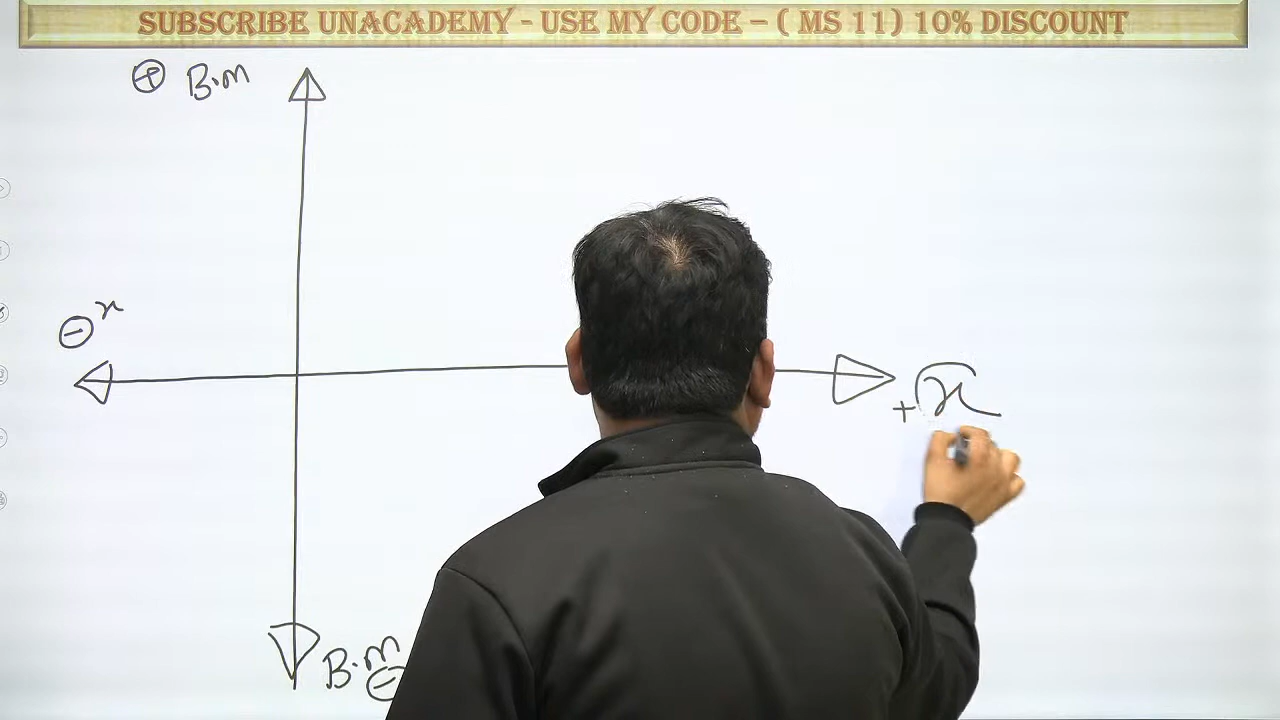 SUBSCRIBE UNACADEMY - USE MY CODE – ( MS 11) 10% DISCOUNT
⊕ B.M
⊖ x
+x
B.M
⊖